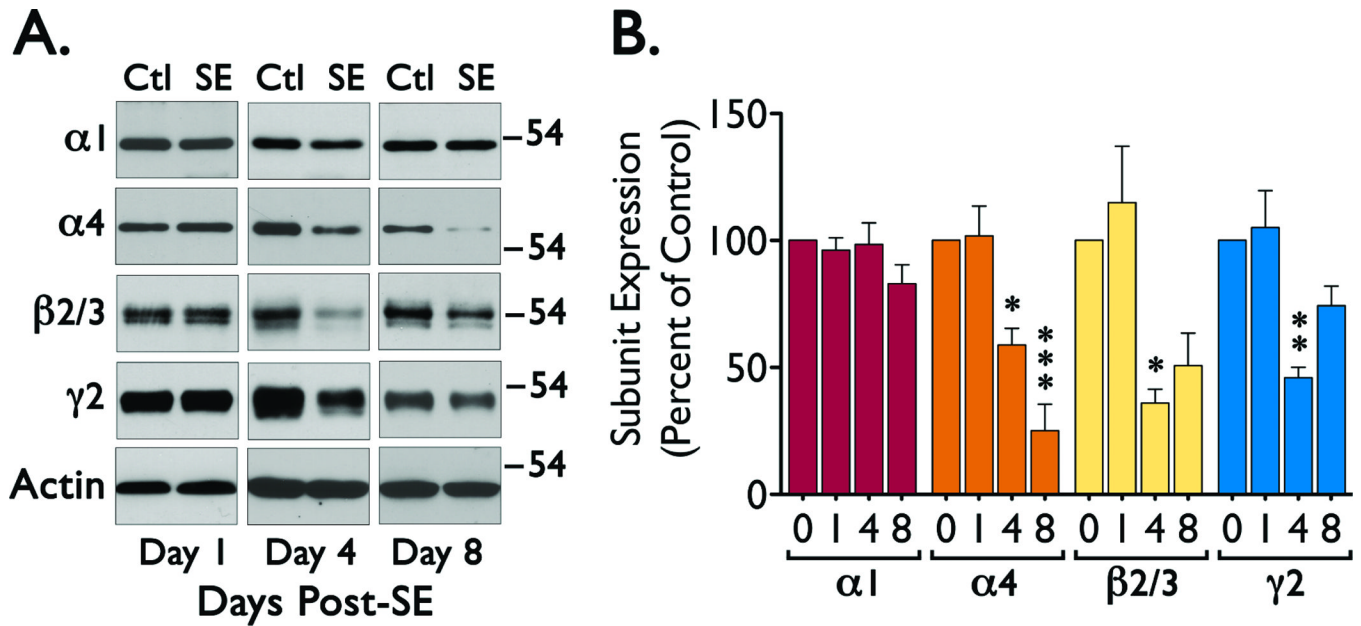 A.
Ctl SE Ctl SE Ctl SE
α1 –54
α4 –54
β2/3 –54
γ2 –54
Actin –54
Day 1 Day 4 Day 8
Days Post-SE
B.
Subunit Expression
(Percent of Control)
150
100
50
0
*
***
*
**
0 1 4 8 0 1 4 8 0 1 4 8 0 1 4 8
α1 α4 β2/3 γ2